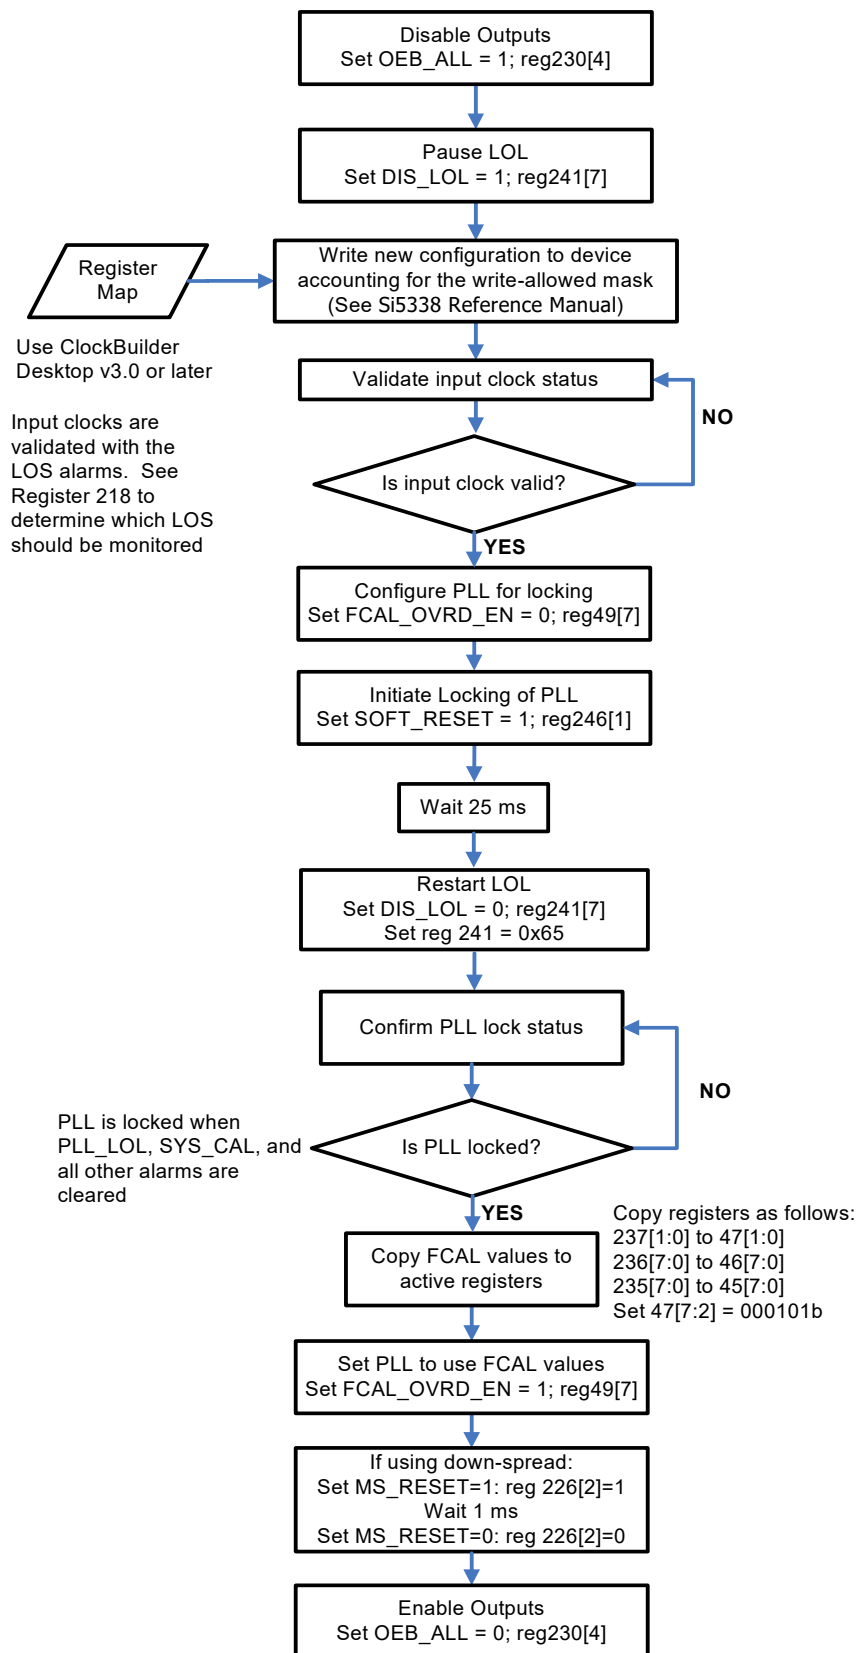 Disable Outputs
Set OEB_ALL = 1; reg230[4]
Pause LOL
Set DIS_LOL = 1; reg241[7]
Register
Map
Write new configuration to device
accounting for the write-allowed mask
(See Si5338 Reference Manual)
Use ClockBuilder
Desktop v3.0 or later
Validate input clock status
NO
Input clocks are
validated with the
LOS alarms. See
Register 218 to
determine which LOS
should be monitored
Is input clock valid?
YES
Configure PLL for locking
Set FCAL_OVRD_EN = 0; reg49[7]
Initiate Locking of PLL
Set SOFT_RESET = 1; reg246[1]
Wait 25 ms
Restart LOL
Set DIS_LOL = 0; reg241[7]
Set reg 241 = 0x65
Confirm PLL lock status
NO
PLL is locked when
PLL_LOL, SYS_CAL, and
all other alarms are
cleared
Is PLL locked?
YES
Copy FCAL values to
active registers
Copy registers as follows:
237[1:0] to 47[1:0]
236[7:0] to 46[7:0]
235[7:0] to 45[7:0]
Set 47[7:2] = 000101b
Set PLL to use FCAL values
Set FCAL_OVRD_EN = 1; reg49[7]
If using down-spread:
Set MS_RESET=1: reg 226[2]=1
Wait 1 ms
Set MS_RESET=0: reg 226[2]=0
Enable Outputs
Set OEB_ALL = 0; reg230[4]